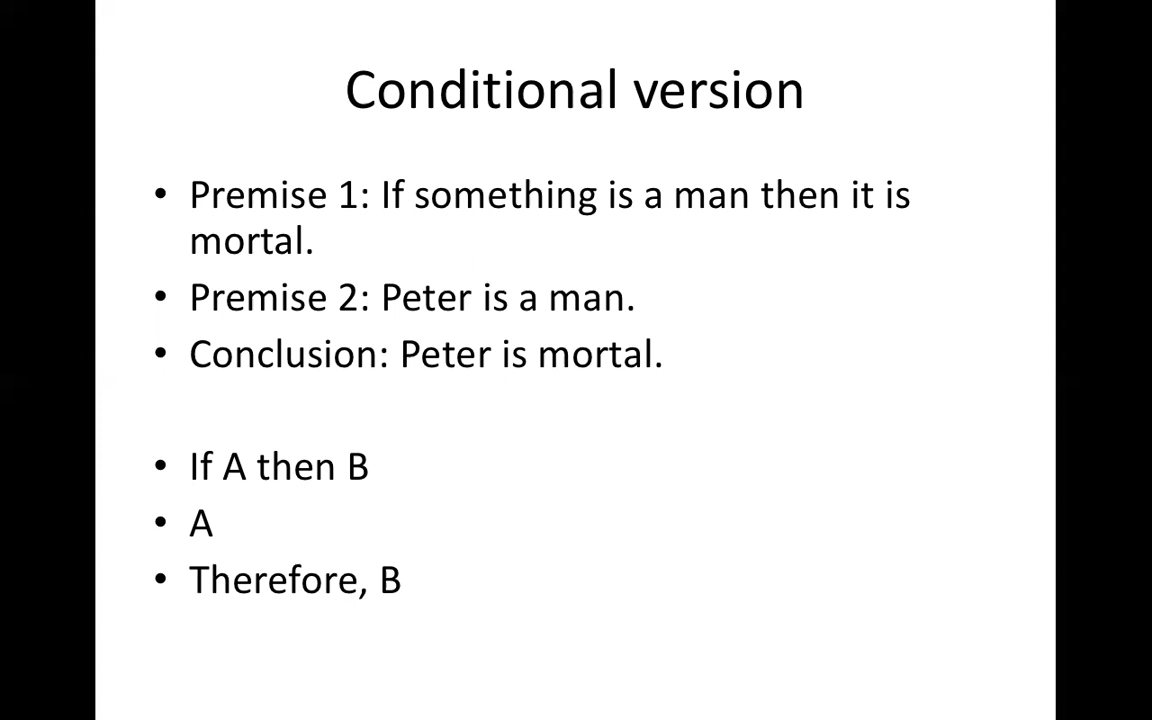 Conditional version
• Premise 1: If something is a man then it is
mortal.
• Premise 2: Peter is a man.
• Conclusion: Peter is mortal.
• If A then B
• A
• Therefore, B